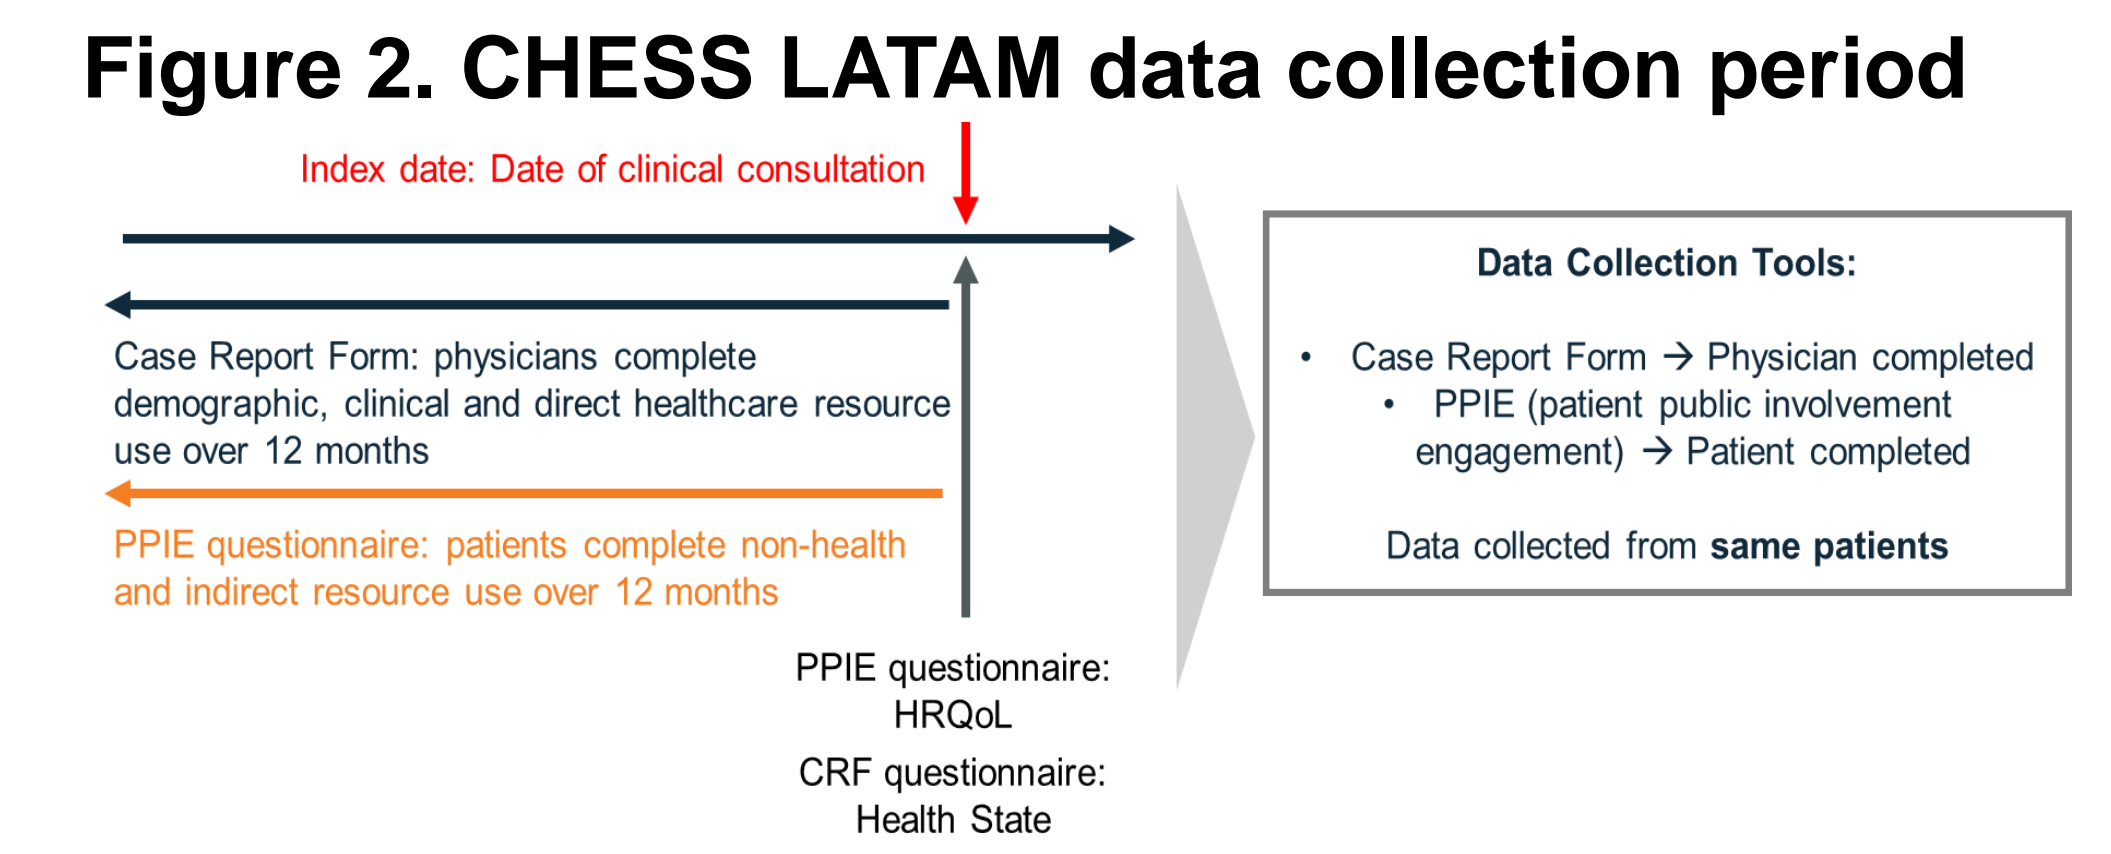 Figure 2. CHESS LATAM data collection period
Index date: Date of clinical consultation
Case Report Form: physicians complete
demographic, clinical and direct healthcare resource
use over 12 months
PPIE questionnaire: patients complete non-health
and indirect resource use over 12 months
PPIE questionnaire:
HRQoL
CRF questionnaire:
Health State
Data Collection Tools:
• Case Report Form → Physician completed
• PPIE (patient public involvement
engagement) → Patient completed
Data collected from same patients